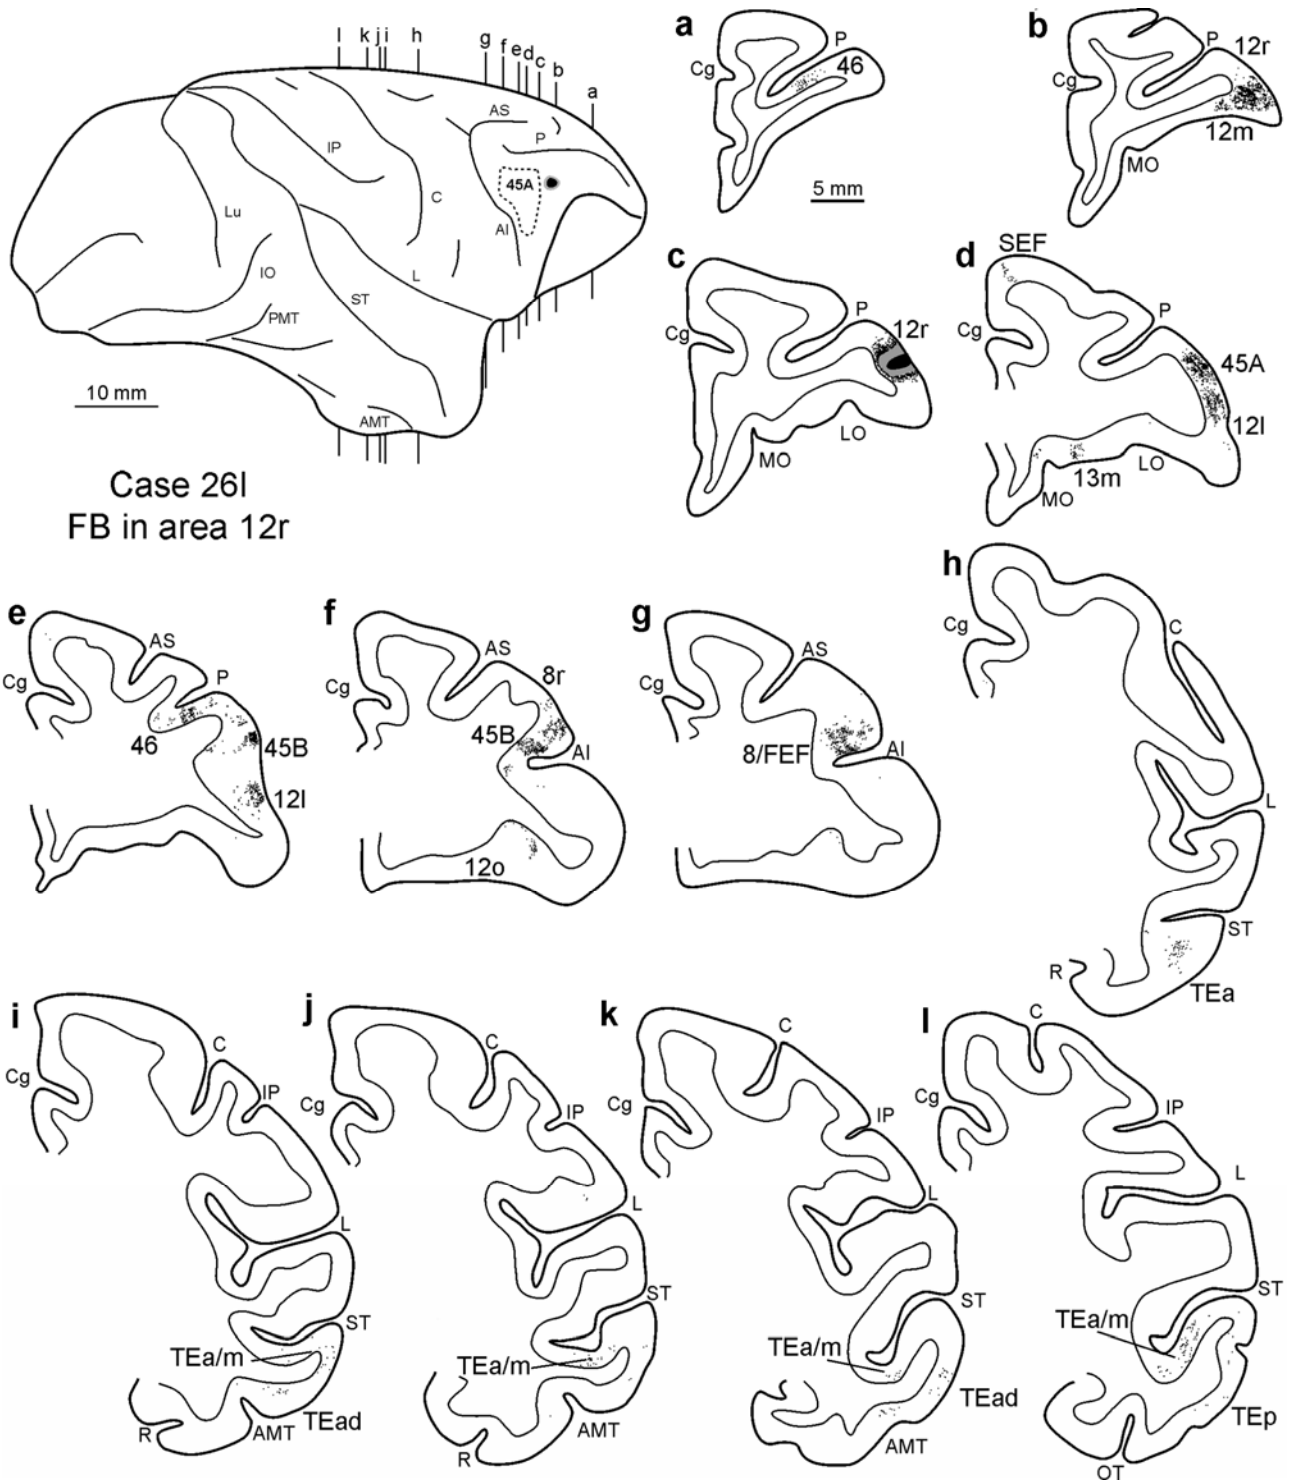 l k j i h g f e d c b a
AS
P
IP
45A
C
Lu
AI
IO
L
ST
PMT
AMT
10 mm
Case 26l
FB in area 12r
a
P
46
Cg
5 mm
b
P
12r
Cg
12m
MO
c
P
12r
Cg
LO
MO
d
SEF
P
Cg
45A
12l
LO
13m
MO
e
AS
P
Cg
46
45B
12l
f
AS
8r
Cg
45B
AI
12o
g
AS
Cg
8/FEF
AI
h
C
Cg
L
ST
R
TEa
i
C
Cg
IP
L
ST
TEa/m
TEad
R
AMT
j
C
Cg
IP
L
ST
TEa/m
AMT
R
k
C
Cg
IP
L
ST
TEa/m
TEad
AMT
l
C
Cg
IP
L
ST
TEa/m
TEp
OT